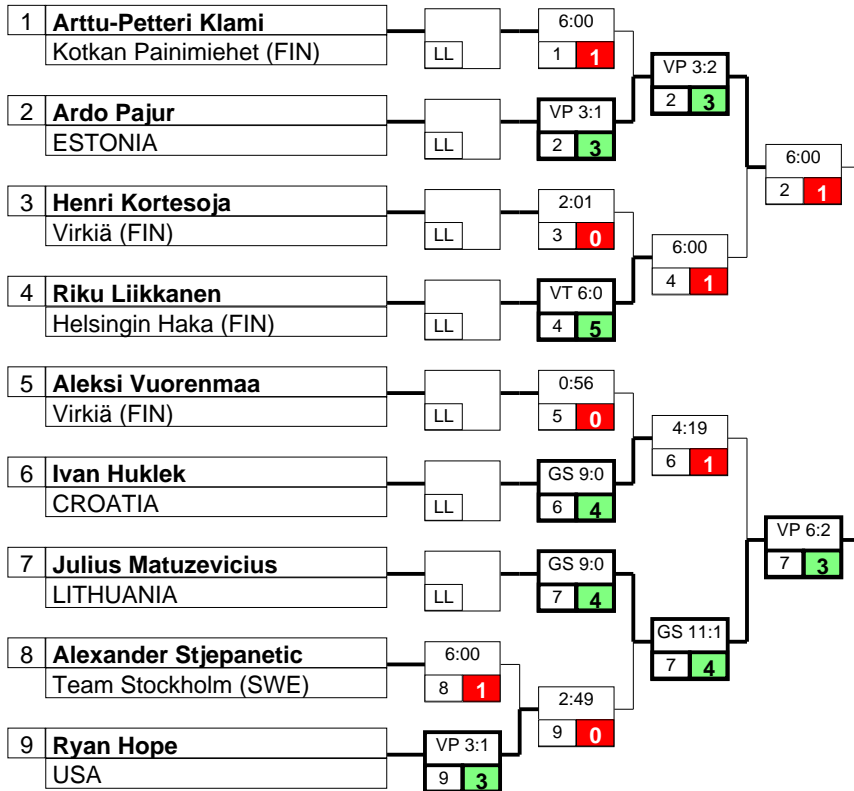 1 Arttu-Petteri Klami
Kotkan Painimiehet (FIN)
LL
6:00
1 1
VP 3:2
2 3
2 Ardo Pajur
ESTONIA
LL
VP 3:1
2 3
6:00
2 1
3 Henri Kortesoja
Virkiä (FIN)
LL
2:01
3 0
6:00
4 1
4 Riku Liikkanen
Helsingin Haka (FIN)
LL
VT 6:0
4 5
5 Aleksi Vuorenmaa
Virkiä (FIN)
LL
0:56
5 0
4:19
6 1
6 Ivan Huklek
CROATIA
LL
GS 9:0
6 4
VP 6:2
7 3
7 Julius Matuzevicius
LITHUANIA
LL
GS 9:0
7 4
GS 11:1
7 4
8 Alexander Stjepanetic
Team Stockholm (SWE)
6:00
8 1
2:49
9 0
9 Ryan Hope
USA
VP 3:1
9 3